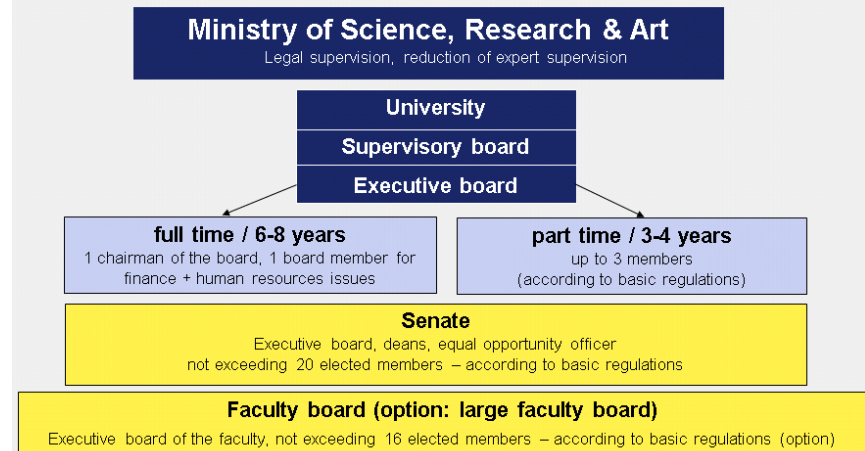 Ministry of Science, Research & Art
Legal supervision, reduction of expert supervision
University
Supervisory board
Executive board
full time / 6-8 years
1 chairman of the board, 1 board member for
finance + human resources issues
part time / 3-4 years
up to 3 members
(according to basic regulations)
Senate
Executive board, deans, equal opportunity officer
not exceeding 20 elected members – according to basic regulations
Faculty board (option: large faculty board)
Executive board of the faculty, not exceeding 16 elected members – according to basic regulations (option)